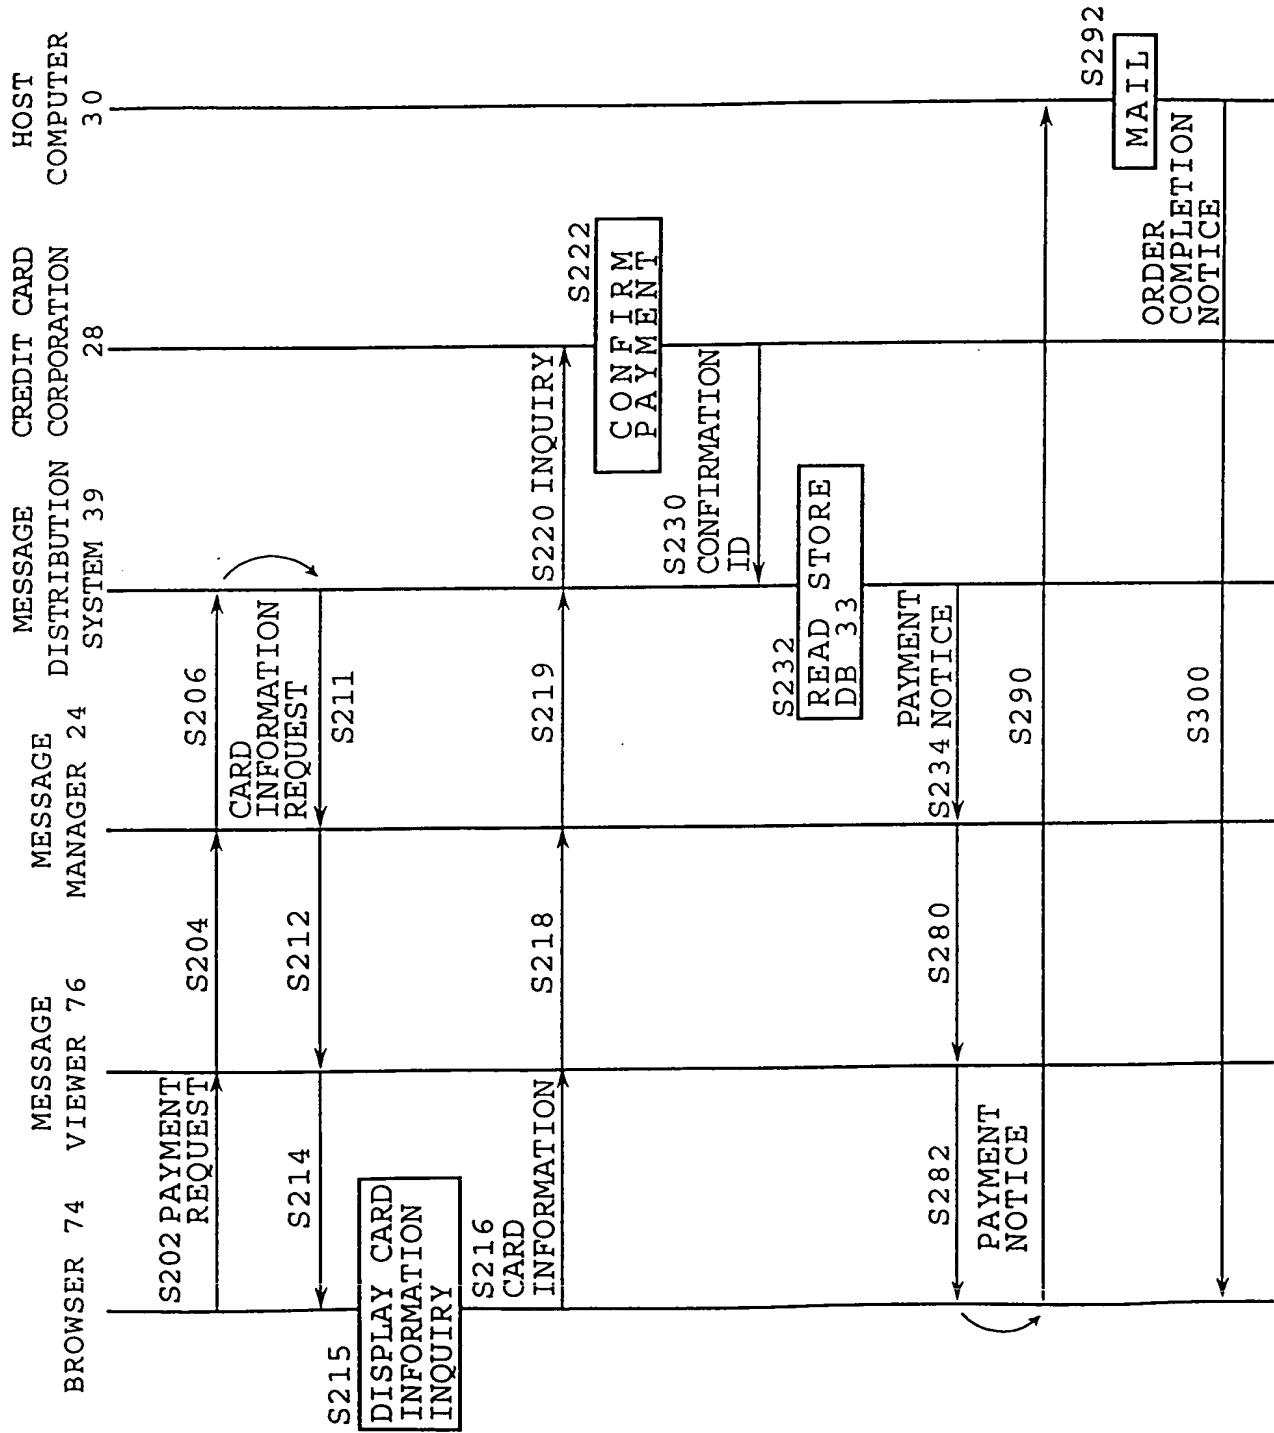 BROWSER 74
MESSAGE
VIEWER 76
MESSAGE
MANAGER 24
MESSAGE
DISTRIBUTION
SYSTEM 39
CREDIT CARD
CORPORATION
28
HOST
COMPUTER
30
S202 PAYMENT
REQUEST
S204
S206
CARD
INFORMATION
REQUEST
S211
S212
S214
S215
DISPLAY CARD
INFORMATION
INQUIRY
S216
CARD
INFORMATION
S218
S219
S220 INQUIRY
S222
CONFIRM
PAYMENT
S230
CONFIRMATION
ID
S232
READ STORE
DB 33
PAYMENT
S234 NOTICE
S280
S282
PAYMENT
NOTICE
S290
S292
MAIL
ORDER
COMPLETION
NOTICE
S300